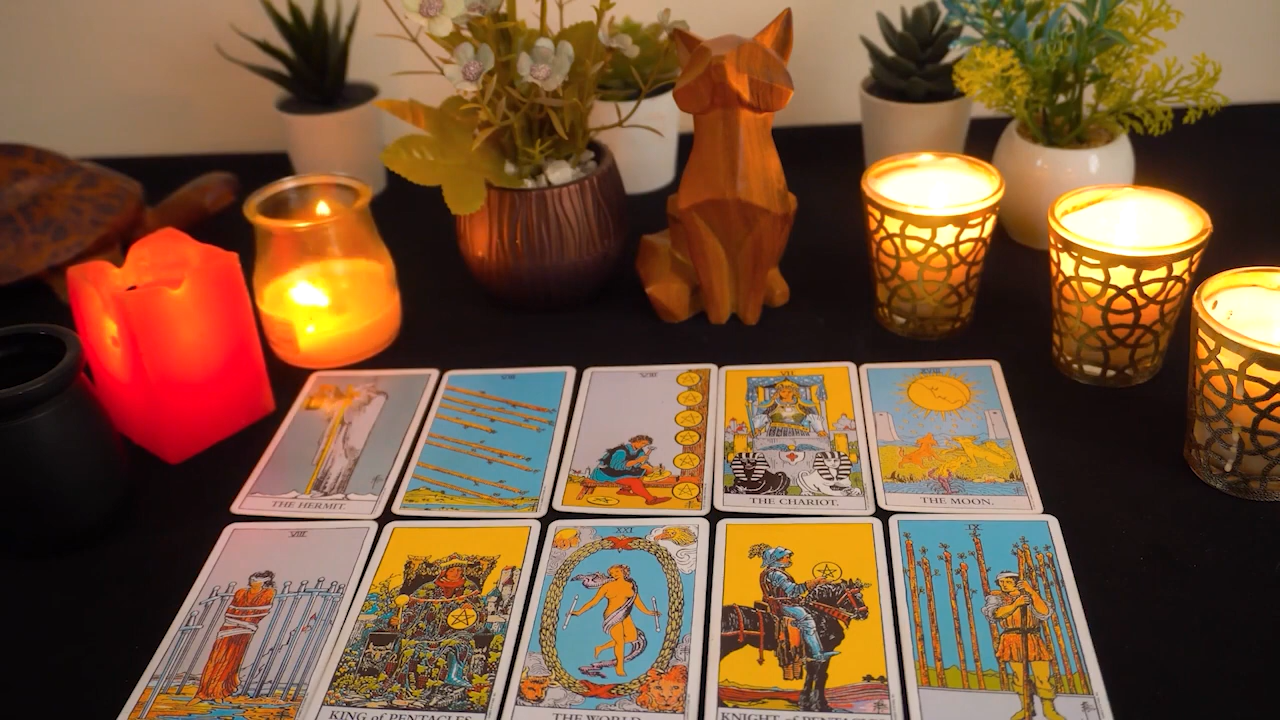 VIII
VIII
VII
XVIII
THE HERMIT.
THE CHARIOT.
THE MOON.
VIII
XXI
IX
KING of PENTACLES
THE WORLD.
KNIGHT of PENTACLES